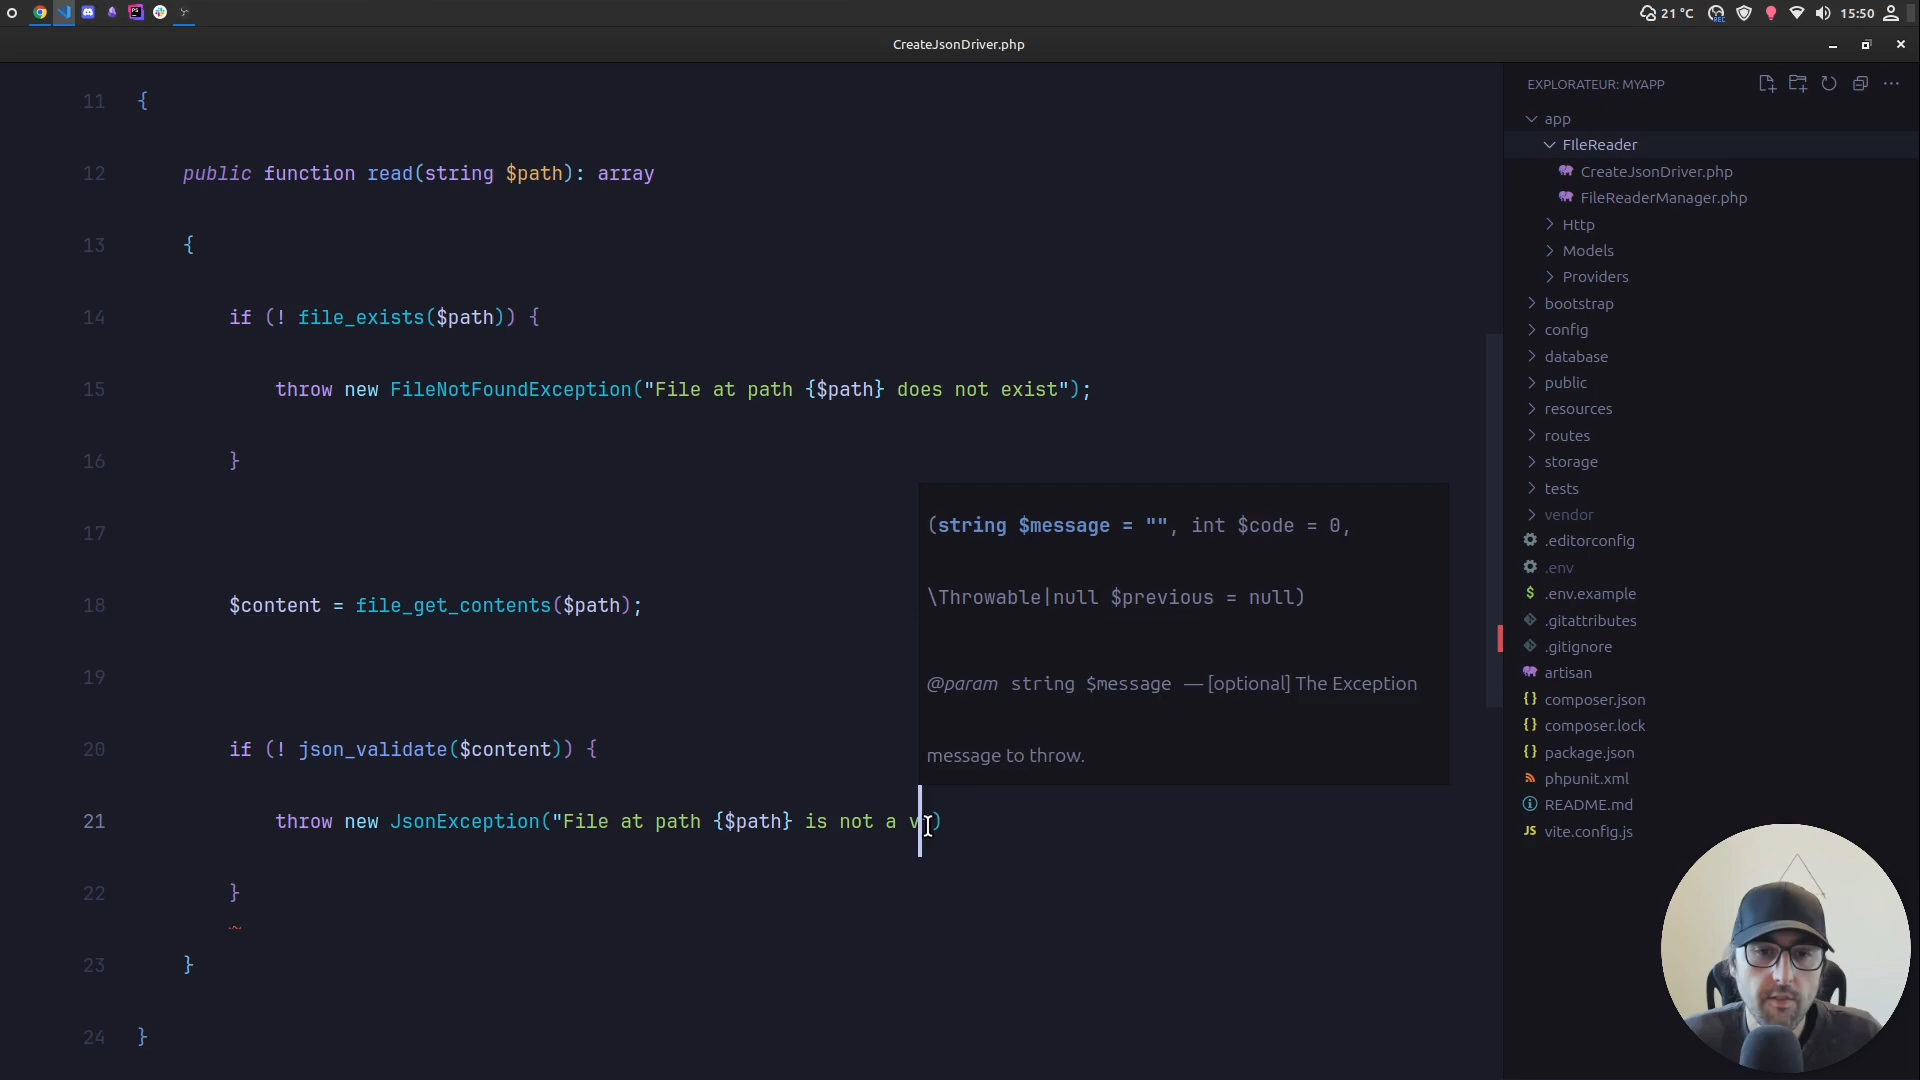 21 °C
REC
15:50
CreateJsonDriver.php
11 {
12 public function read(string $path): array
13 {
14 if (! file_exists($path)) {
15 throw new FileNotFoundException("File at path {$path} does not exist");
16 }
17
18 $content = file_get_contents($path);
19
20 if (! json_validate($content)) {
21 throw new JsonException("File at path {$path} is not a v")
22 }
23 }
24 }
(string $message = "", int $code = 0,
\Throwable|null $previous = null)
@param string $message — [optional] The Exception
message to throw.
EXPLORATEUR: MYAPP
app
FIleReader
CreateJsonDriver.php
FileReaderManager.php
Http
Models
Providers
bootstrap
config
database
public
resources
routes
storage
tests
vendor
.editorconfig
.env
$ .env.example
.gitattributes
.gitignore
artisan
{} composer.json
{} composer.lock
{} package.json
phpunit.xml
README.md
JS vite.config.js